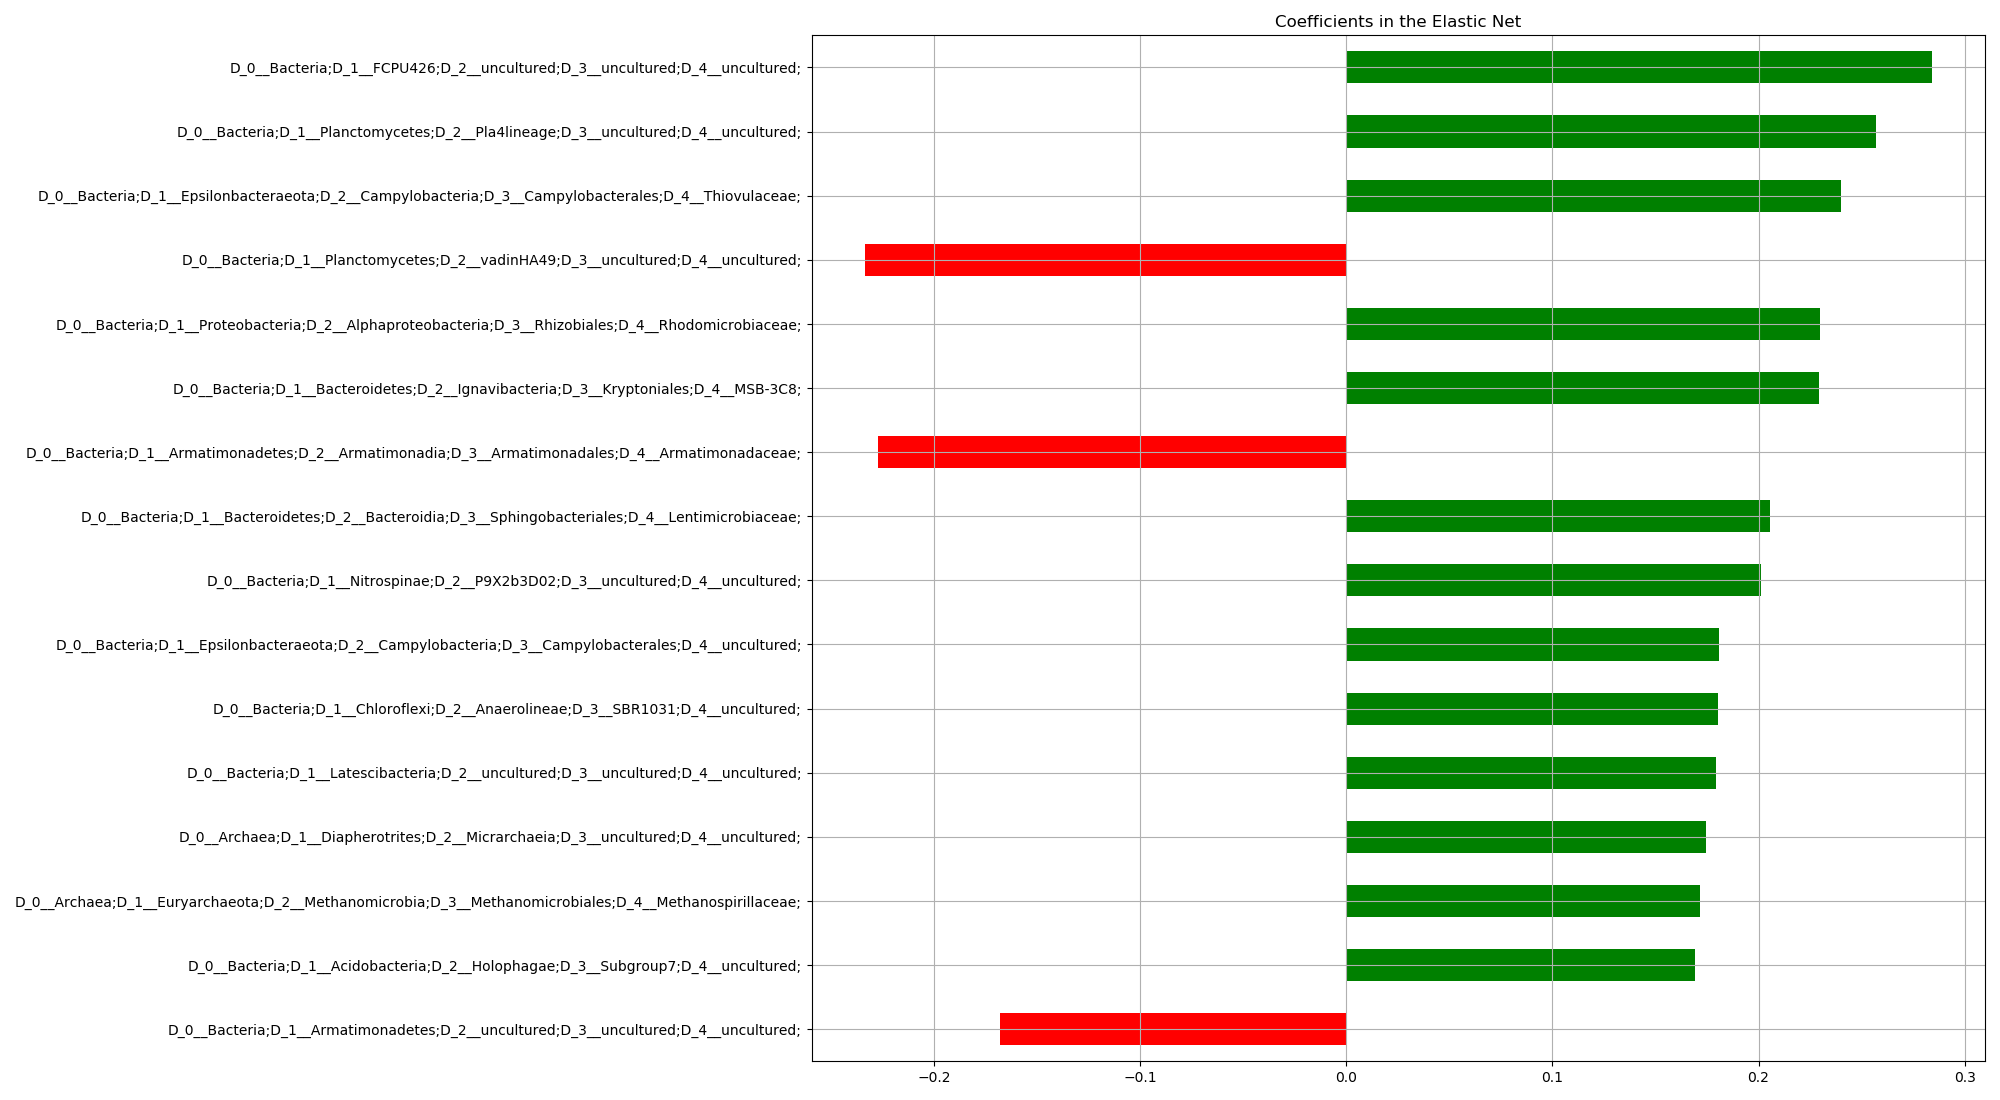 Coefficients in the Elastic Net
D_0__Bacteria;D_1__FCPU426;D_2__uncultured;D_3__uncultured;D_4__uncultured;
D_0__Bacteria;D_1__Planctomycetes;D_2__Pla4lineage;D_3__uncultured;D_4__uncultured;
D_0__Bacteria;D_1__Epsilonbacteraeota;D_2__Campylobacteria;D_3__Campylobacterales;D_4__Thiovulaceae;
D_0__Bacteria;D_1__Planctomycetes;D_2__vadinHA49;D_3__uncultured;D_4__uncultured;
D_0__Bacteria;D_1__Proteobacteria;D_2__Alphaproteobacteria;D_3__Rhizobiales;D_4__Rhodomicrobiaceae;
D_0__Bacteria;D_1__Bacteroidetes;D_2__Ignavibacteria;D_3__Kryptoniales;D_4__MSB-3C8;
D_0__Bacteria;D_1__Armatimonadetes;D_2__Armatimonadia;D_3__Armatimonadales;D_4__Armatimonadaceae;
D_0__Bacteria;D_1__Bacteroidetes;D_2__Bacteroidia;D_3__Sphingobacteriales;D_4__Lentimicrobiaceae;
D_0__Bacteria;D_1__Nitrospinae;D_2__P9X2b3D02;D_3__uncultured;D_4__uncultured;
D_0__Bacteria;D_1__Epsilonbacteraeota;D_2__Campylobacteria;D_3__Campylobacterales;D_4__uncultured;
D_0__Bacteria;D_1__Chloroflexi;D_2__Anaerolineae;D_3__SBR1031;D_4__uncultured;
D_0__Bacteria;D_1__Latescibacteria;D_2__uncultured;D_3__uncultured;D_4__uncultured;
D_0__Archaea;D_1__Diapherotrites;D_2__Micrarchaeia;D_3__uncultured;D_4__uncultured;
D_0__Archaea;D_1__Euryarchaeota;D_2__Methanomicrobia;D_3__Methanomicrobiales;D_4__Methanospirillaceae;
D_0__Bacteria;D_1__Acidobacteria;D_2__Holophagae;D_3__Subgroup7;D_4__uncultured;
D_0__Bacteria;D_1__Armatimonadetes;D_2__uncultured;D_3__uncultured;D_4__uncultured;
−0.2 −0.1 0.0 0.1 0.2 0.3